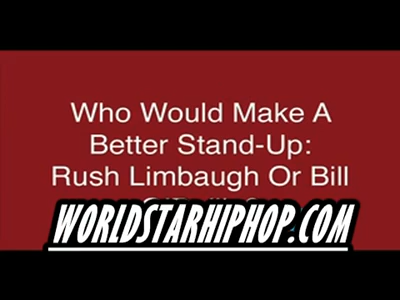 Who Would Make A
Better Stand-Up:
Rush Limbaugh Or Bill
WORLDSTARHIPHOP.COM